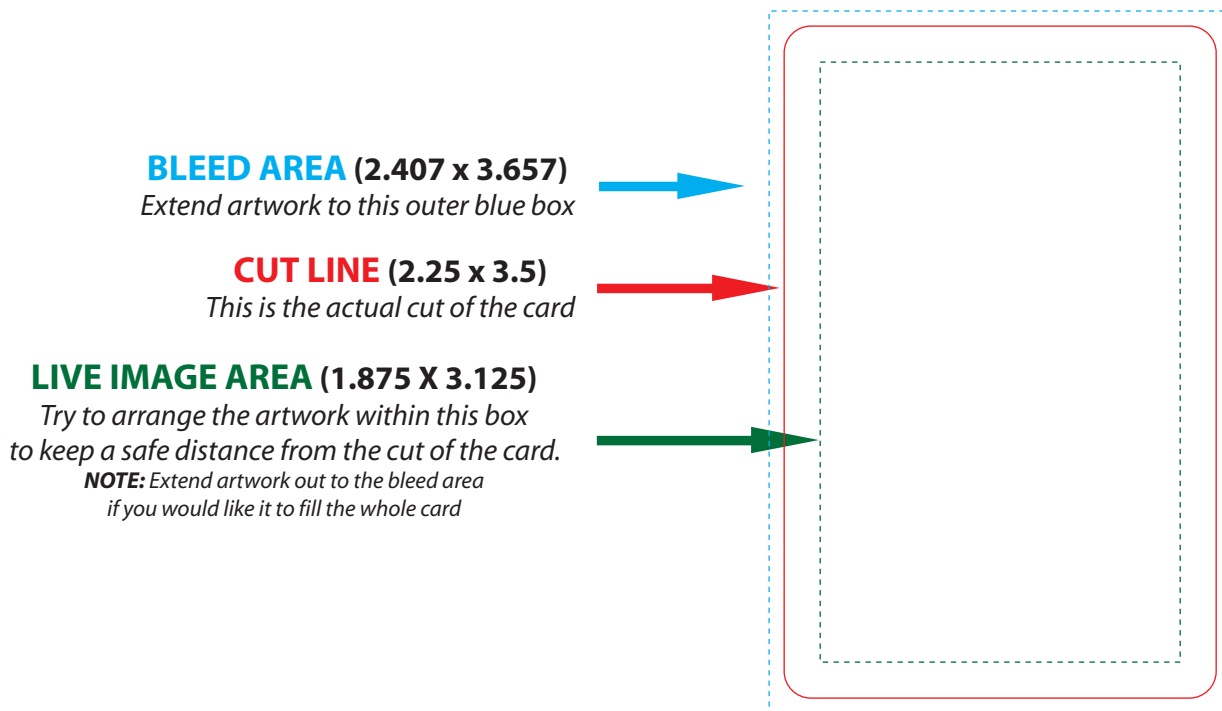 BLEED AREA (2.407 x 3.657)
Extend artwork to this outer blue box
CUT LINE (2.25 x 3.5)
This is the actual cut of the card
LIVE IMAGE AREA (1.875 X 3.125)
Try to arrange the artwork within this box
to keep a safe distance from the cut of the card.
NOTE: Extend artwork out to the bleed area
if you would like it to fill the whole card